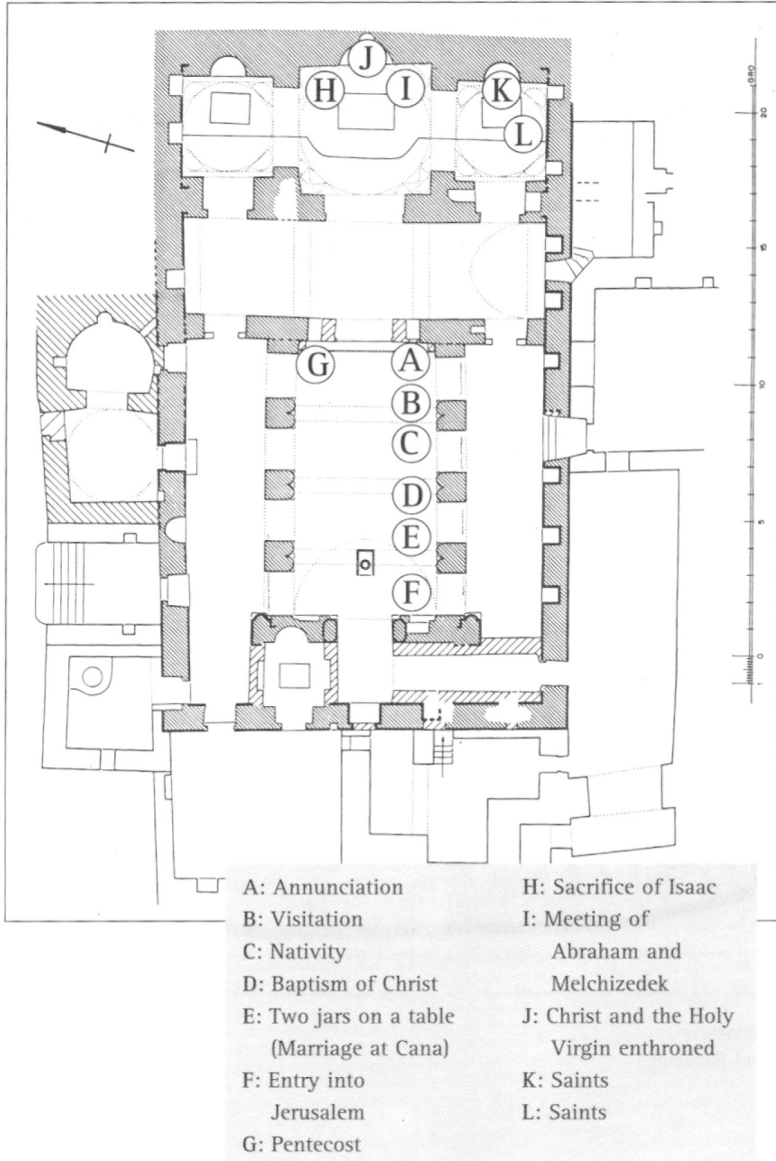 J
H
I
K
L
G
A
B
C
D
E
F
GRO
20
15
10
5
0
A: Annunciation
B: Visitation
C: Nativity
D: Baptism of Christ
E: Two jars on a table
(Marriage at Cana)
F: Entry into
Jerusalem
G: Pentecost
H: Sacrifice of Isaac
I: Meeting of
Abraham and
Melchizedek
J: Christ and the Holy
Virgin enthroned
K: Saints
L: Saints